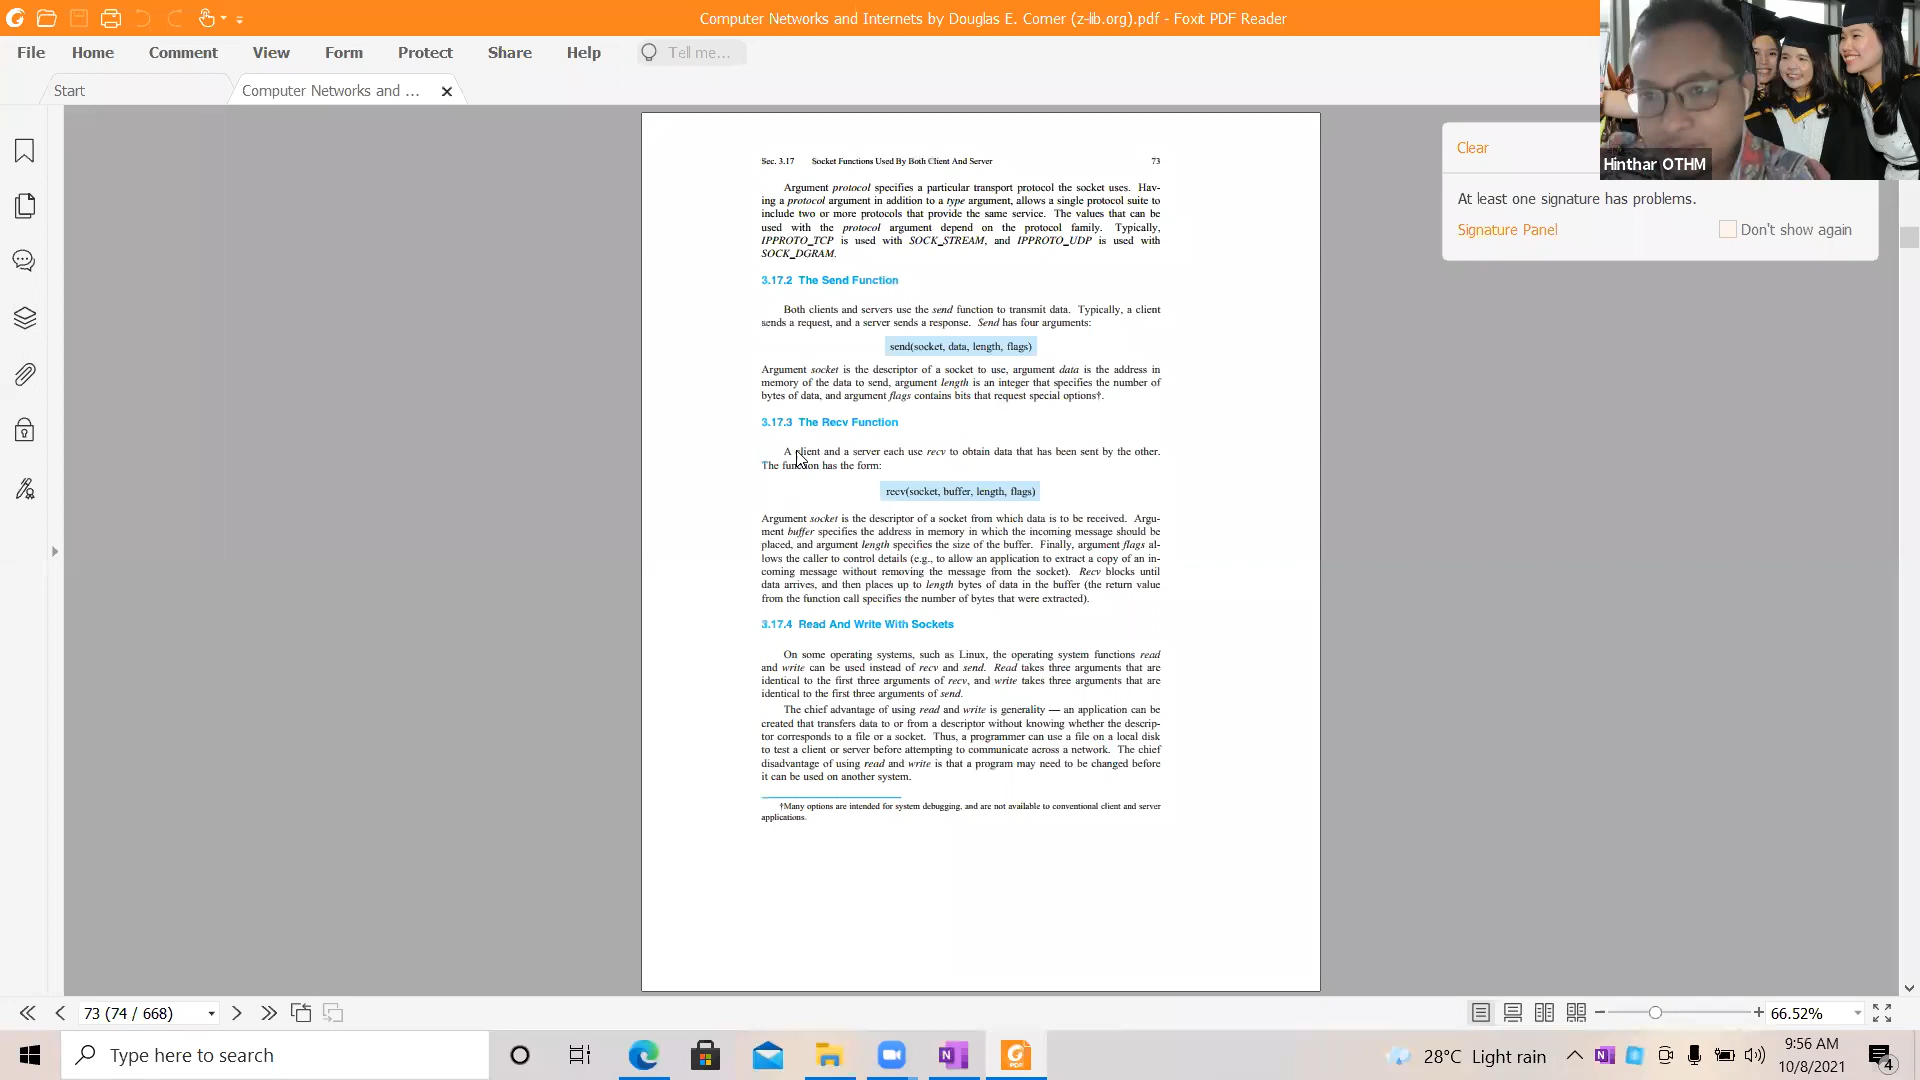 Computer Networks and Internets by Douglas E. Comer (z-lib.org).pdf - Foxit PDF Reader
File Home Comment View Form Protect Share Help Tell me...
Start Computer Networks and ...
Clear
Hinthar OTHM
At least one signature has problems.
Signature Panel Don't show again
Sec. 3.17 Socket Functions Used By Both Client And Server 73
Argument protocol specifies a particular transport protocol the socket uses. Hav-
ing a protocol argument in addition to a type argument, allows a single protocol suite to
include two or more protocols that provide the same service. The values that can be
used with the protocol argument depend on the protocol family. Typically,
IPPROTO_TCP is used with SOCK_STREAM, and IPPROTO_UDP is used with
SOCK_DGRAM.
3.17.2 The Send Function
Both clients and servers use the send function to transmit data. Typically, a client
sends a request, and a server sends a response. Send has four arguments:
send(socket, data, length, flags)
Argument socket is the descriptor of a socket to use, argument data is the address in
memory of the data to send, argument length is an integer that specifies the number of
bytes of data, and argument flags contains bits that request special options†.
3.17.3 The Recv Function
A client and a server each use recv to obtain data that has been sent by the other.
The function has the form:
recv(socket, buffer, length, flags)
Argument socket is the descriptor of a socket from which data is to be received. Argu-
ment buffer specifies the address in memory in which the incoming message should be
placed, and argument length specifies the size of the buffer. Finally, argument flags al-
lows the caller to control details (e.g., to allow an application to extract a copy of an in-
coming message without removing the message from the socket). Recv blocks until
data arrives, and then places up to length bytes of data in the buffer (the return value
from the function call specifies the number of bytes that were extracted).
3.17.4 Read And Write With Sockets
On some operating systems, such as Linux, the operating system functions read
and write can be used instead of recv and send. Read takes three arguments that are
identical to the first three arguments of recv, and write takes three arguments that are
identical to the first three arguments of send.
The chief advantage of using read and write is generality — an application can be
created that transfers data to or from a descriptor without knowing whether the descrip-
tor corresponds to a file or a socket. Thus, a programmer can use a file on a local disk
to test a client or server before attempting to communicate across a network. The chief
disadvantage of using read and write is that a program may need to be changed before
it can be used on another system.
†Many options are intended for system debugging, and are not available to conventional client and server
applications.
73 (74 / 668) 66.52%
Type here to search 28°C Light rain 9:56 AM
10/8/2021 4